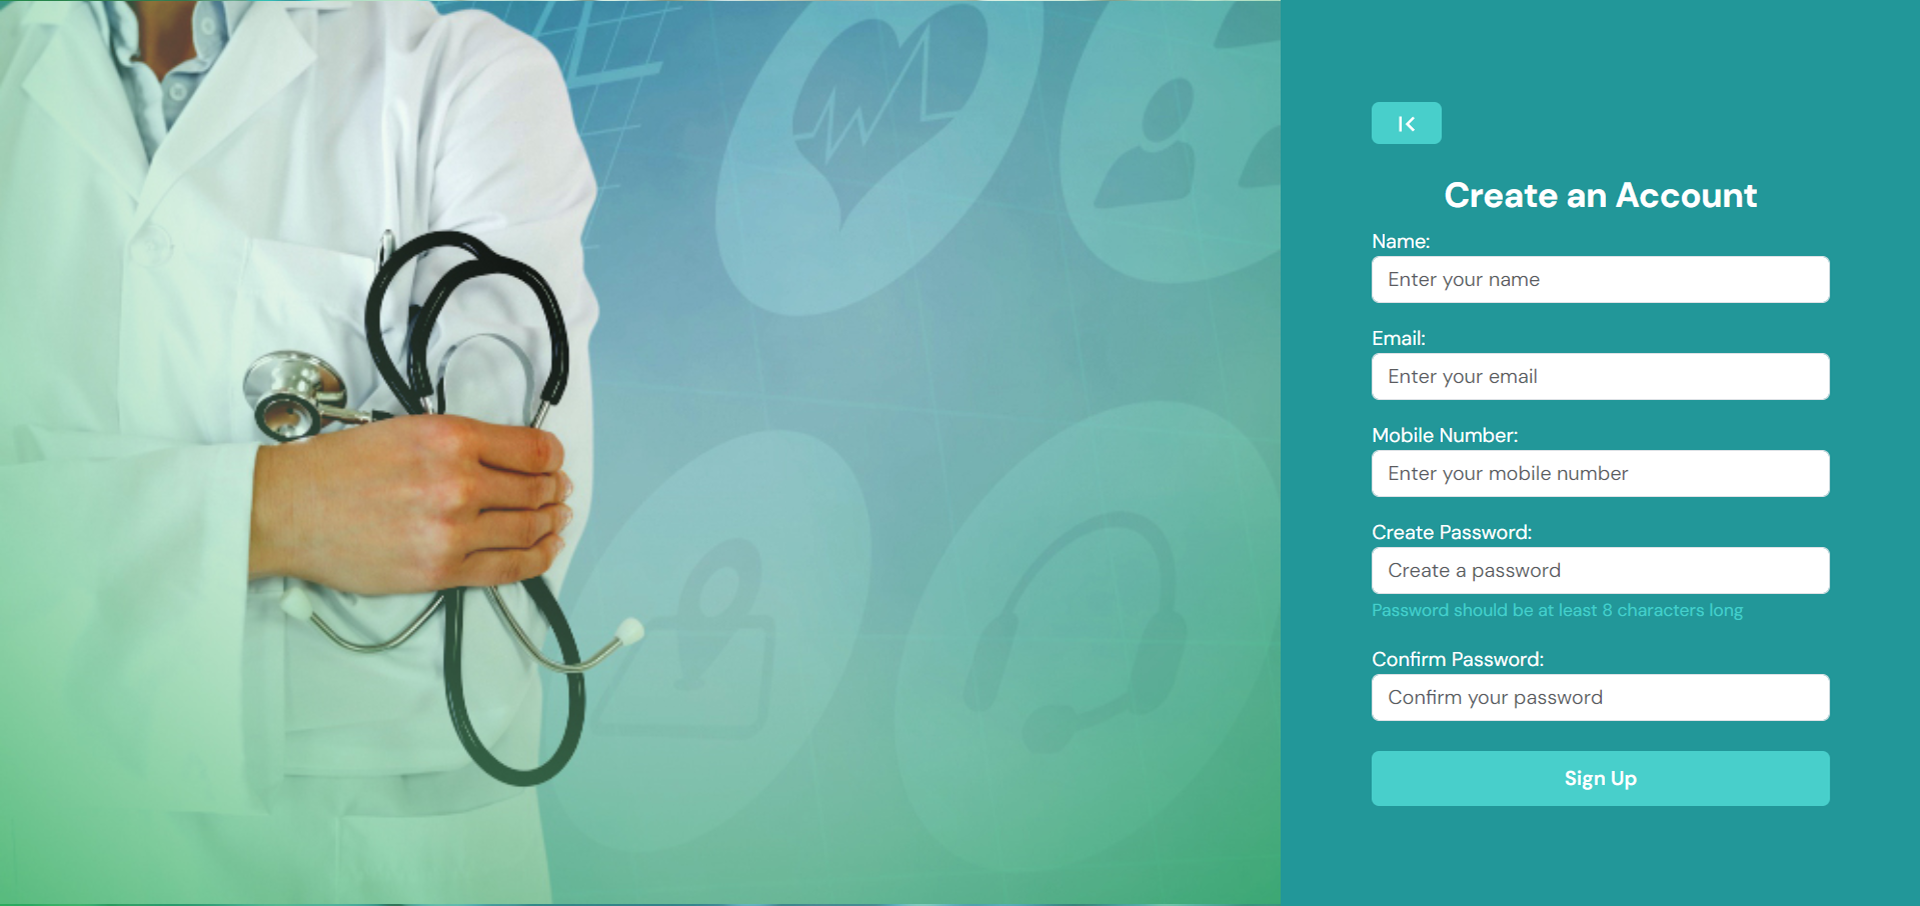 Create an Account
Name:
Enter your name
Email:
Enter your email
Mobile Number:
Enter your mobile number
Create Password:
Create a password
Password should be at least 8 characters long
Confirm Password:
Confirm your password
Sign Up